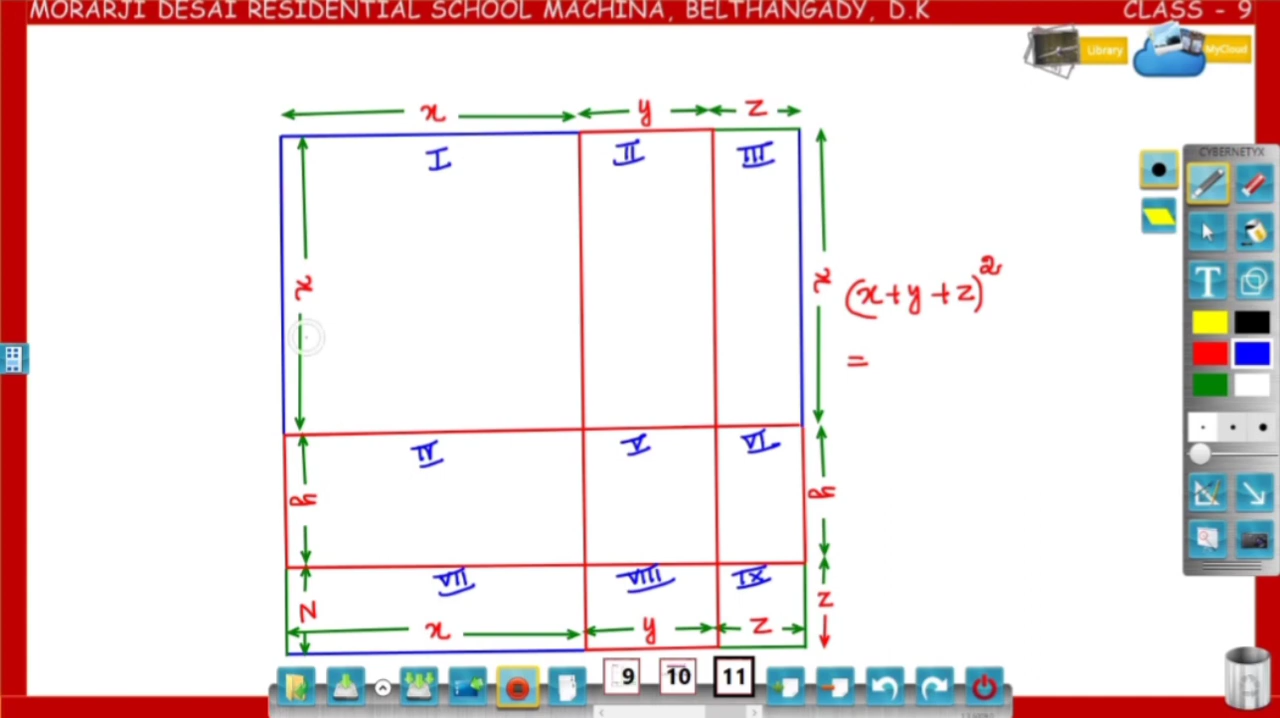 MORARJI DESAI RESIDENTIAL SCHOOL MACHINA, BELTHANGADY, D.K CLASS - 9
Library MyCloud
x y z
CYBERNETYX
I II III
x x
(x+y+z)²
=
T
IV V VI
y y
VII VIII IX
z z
x y z
9 10 11